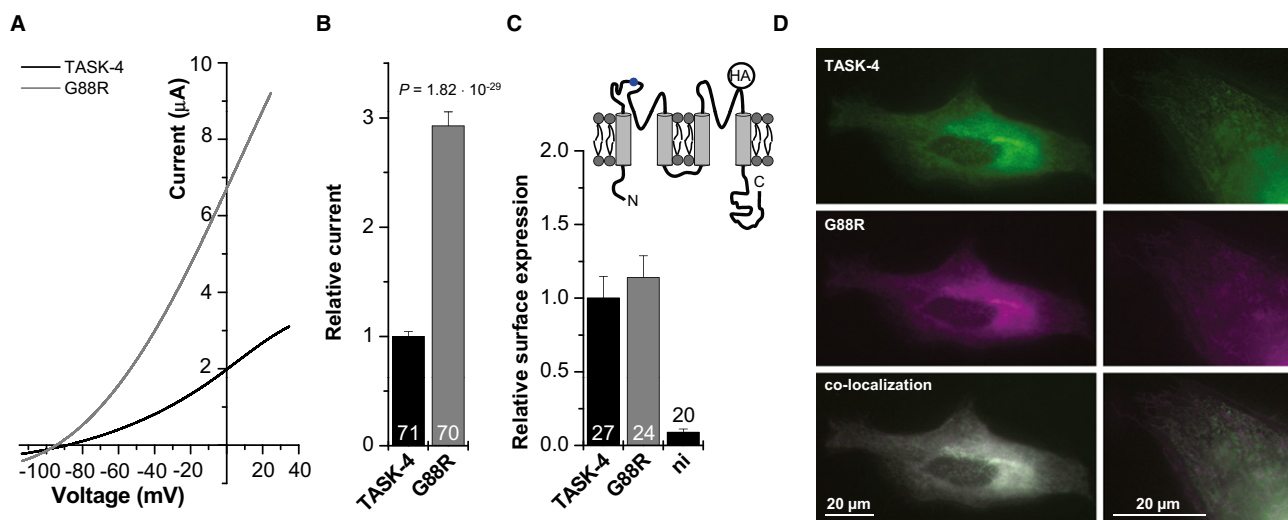 A
TASK-4
G88R
Current (µA)
10
8
6
4
2
-100 -80 -60 -40 -20 0 20 40
Voltage (mV)
B
P = 1.82 · 10⁻²⁹
Relative current
3
2
1
0
71 70
TASK-4 G88R
C
HA
N
C
Relative surface expression
2.0
1.5
1.0
0.5
0.0
27 24 20
TASK-4 G88R ni
D
TASK-4
G88R
co-localization
20 µm 20 µm